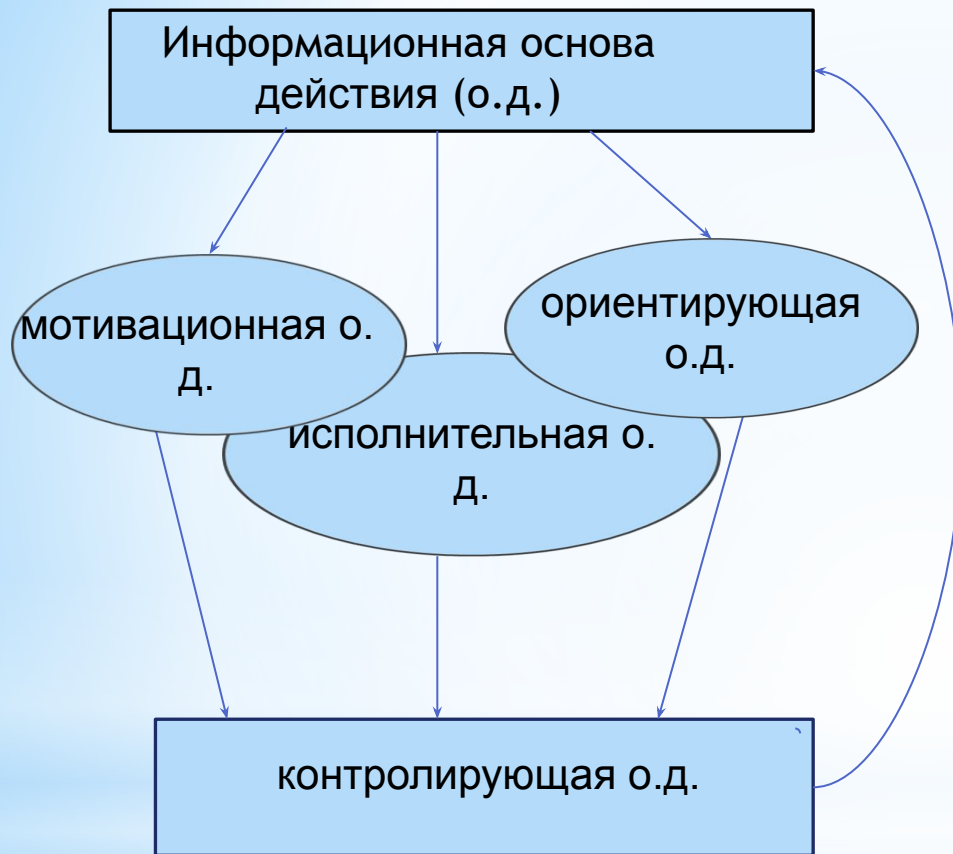 Информационная основа
действия (о.д.)
мотивационная о.
д.
ориентирующая
о.д.
исполнительная о.
д.
контролирующая о.д.